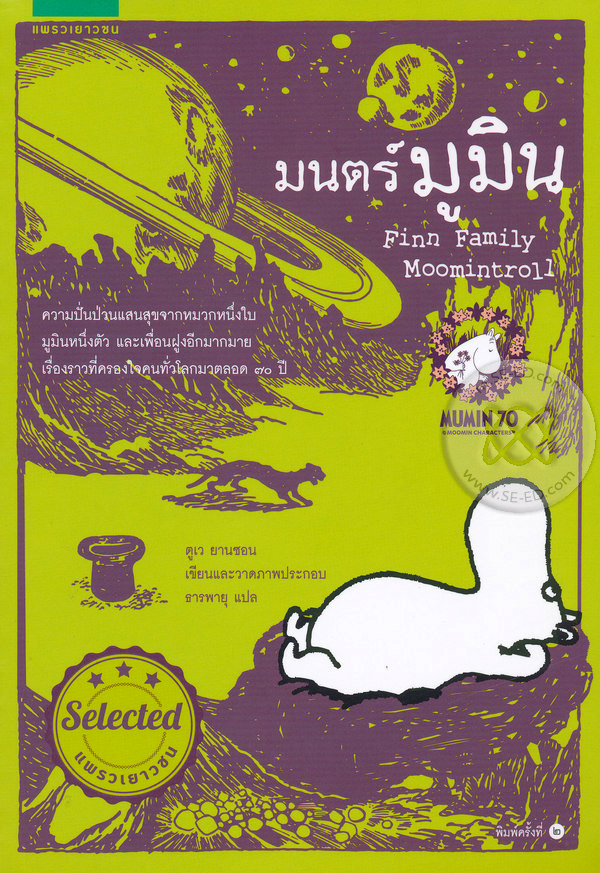 แพรวเยาวชน
มนตร์มูมิน
Finn Family
Moomintroll
ความปั่นป่วนแสนสุขจากหมวกหนึ่งใบ
มูมินหนึ่งตัว และเพื่อนฝูงอีกมากมาย
เรื่องราวที่ครองใจคนทั่วโลกมาตลอด ๗๐ ปี
MUMIN 70
©MOOMIN CHARACTERS™
www.SE-ED.com
ตูเว ยานซอน
เขียนและวาดภาพประกอบ
ธารพายุ แปล
Selected
แพรวเยาวชน
พิมพ์ครั้งที่ ๒